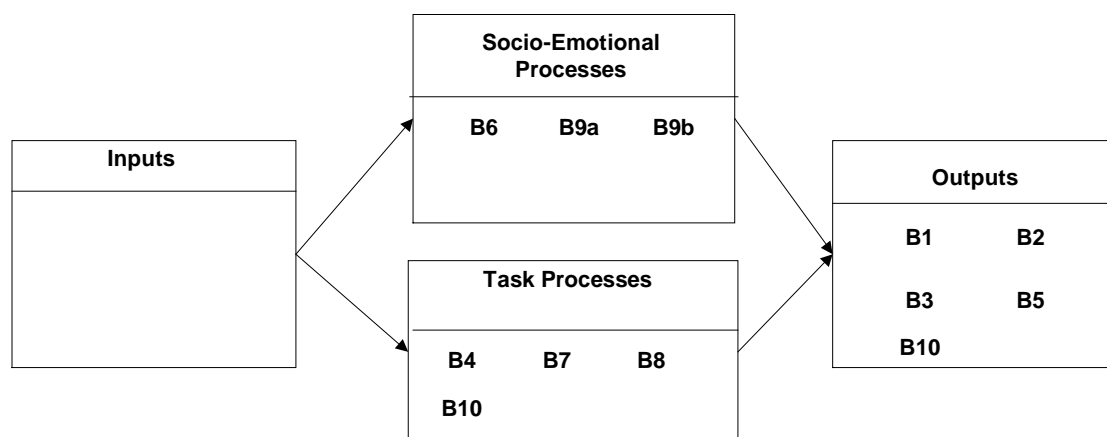 Inputs
Socio-Emotional
Processes
B6 B9a B9b
Task Processes
B4 B7 B8
B10
Outputs
B1 B2
B3 B5
B10